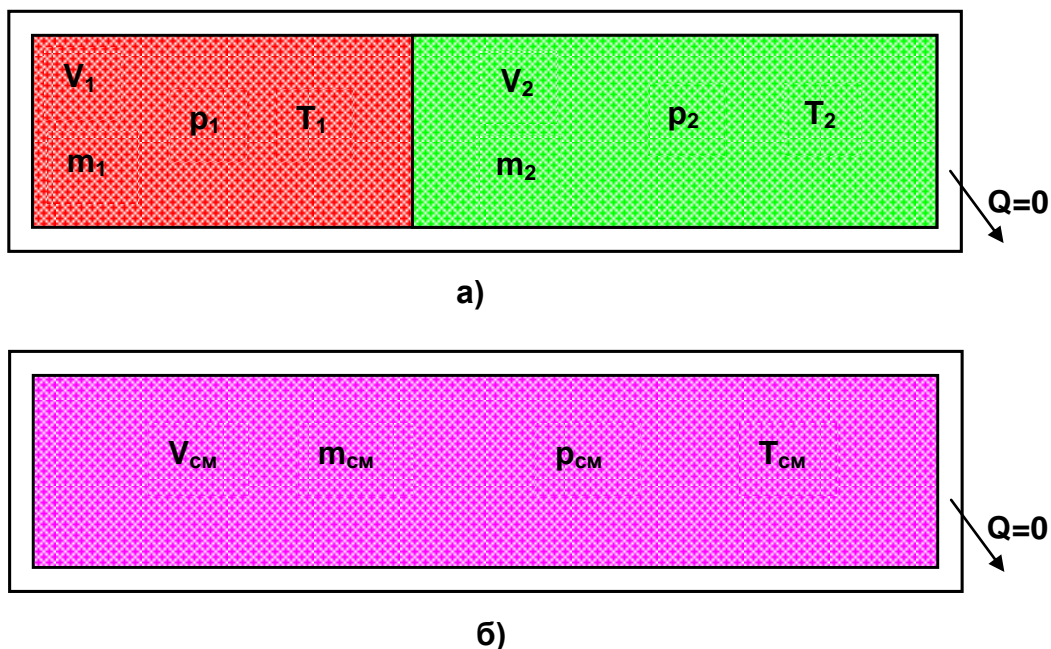 V₁ V₂
p₁ T₁ p₂ T₂
m₁ m₂
Q=0
а)
Vсм mсм pсм Tсм
Q=0
б)